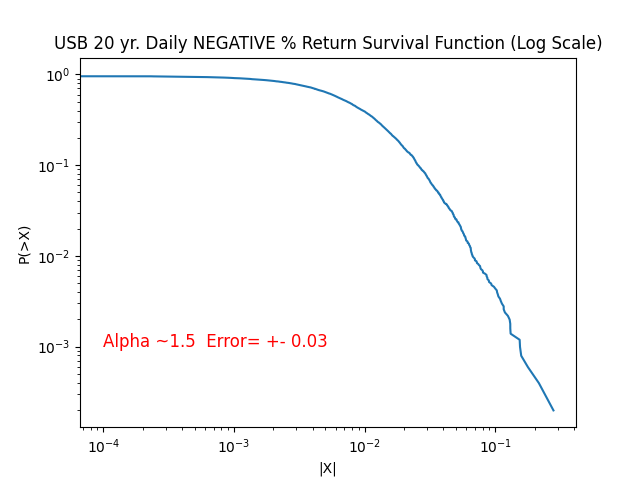 USB 20 yr. Daily NEGATIVE % Return Survival Function (Log Scale)
10⁰
10⁻¹
10⁻²
10⁻³
P(>X)
Alpha ~1.5  Error= +- 0.03
10⁻⁴ 10⁻³ 10⁻² 10⁻¹
|X|